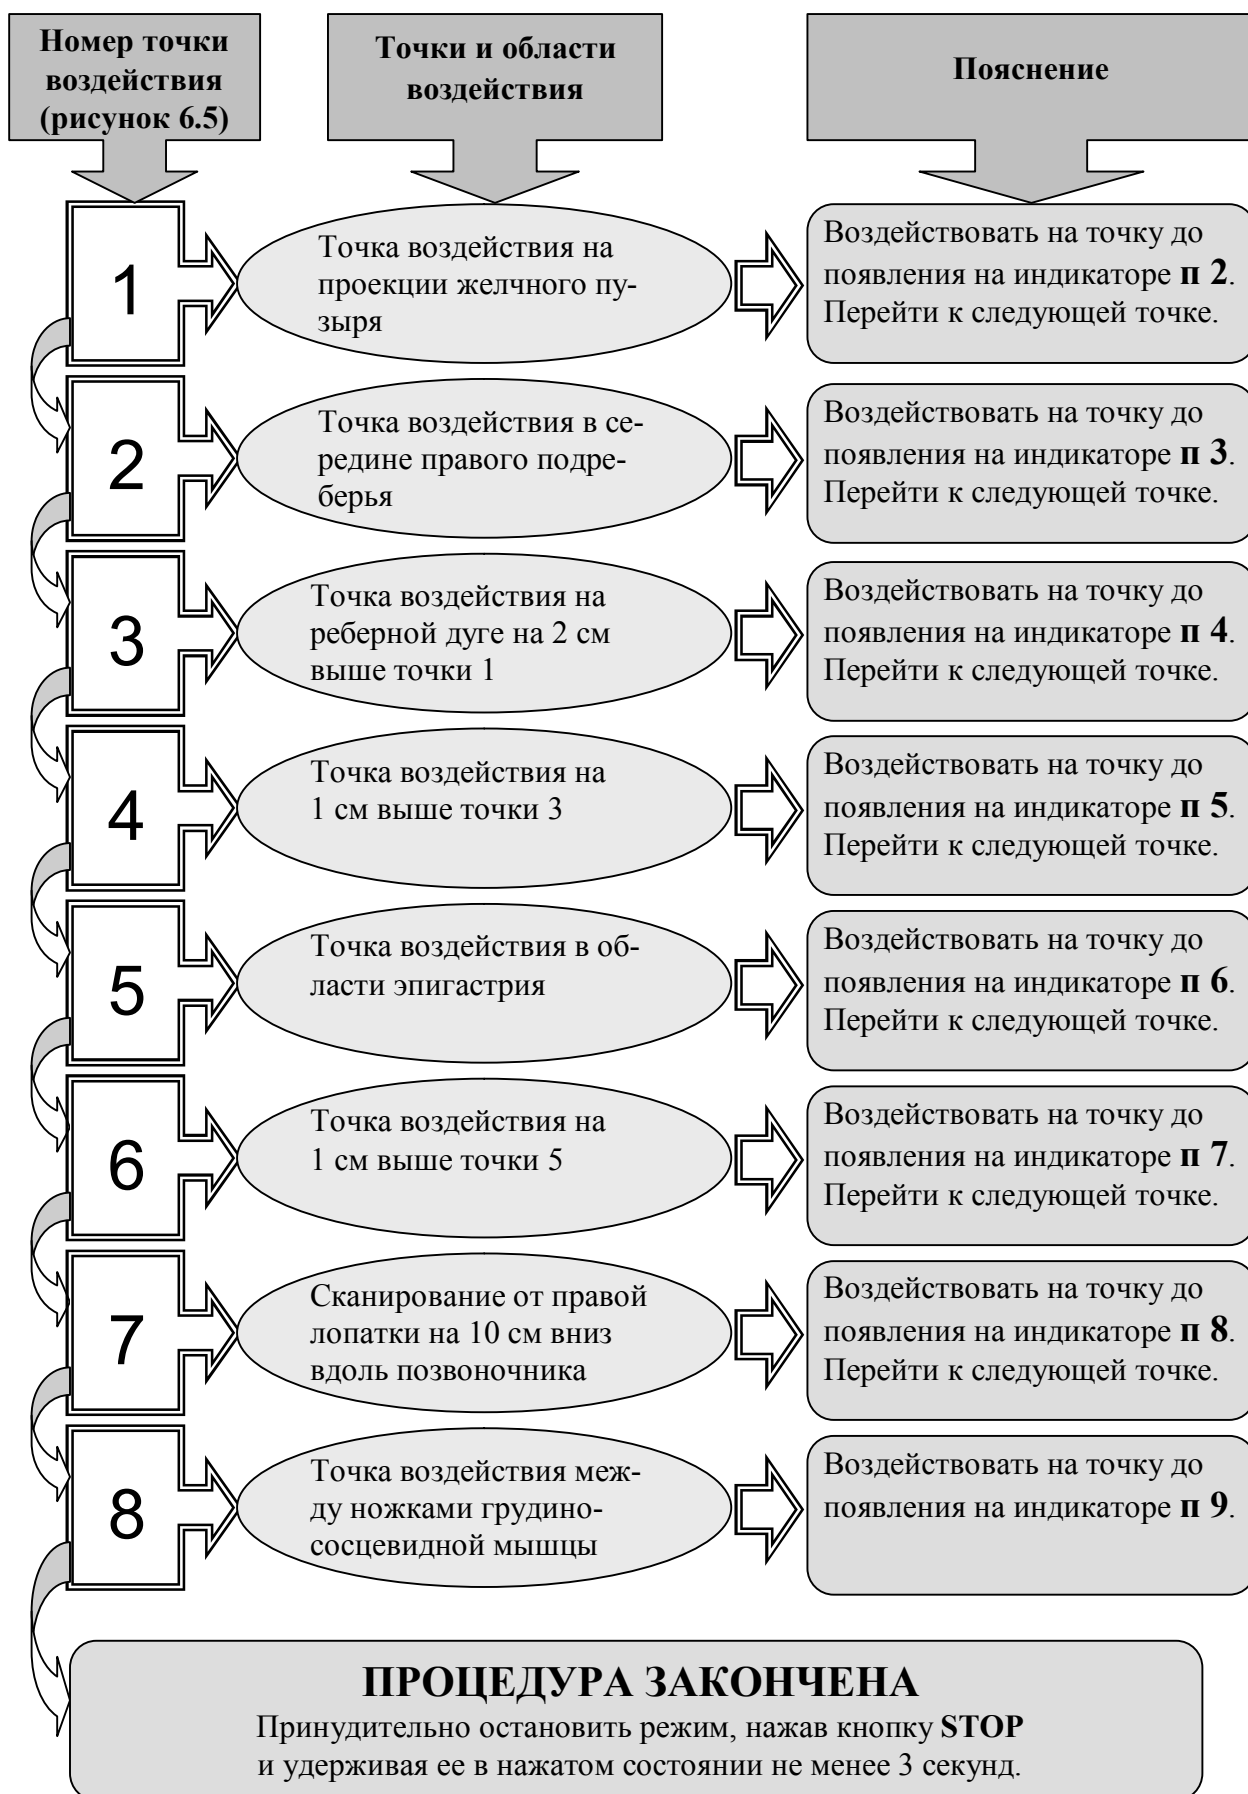 Номер точки
воздействия
(рисунок 6.5)
Точки и области
воздействия
Пояснение
1
Точка воздействия на
проекции желчного пу-
зыря
Воздействовать на точку до
появления на индикаторе п 2.
Перейти к следующей точке.
2
Точка воздействия в се-
редине правого подре-
берья
Воздействовать на точку до
появления на индикаторе п 3.
Перейти к следующей точке.
3
Точка воздействия на
реберной дуге на 2 см
выше точки 1
Воздействовать на точку до
появления на индикаторе п 4.
Перейти к следующей точке.
4
Точка воздействия на
1 см выше точки 3
Воздействовать на точку до
появления на индикаторе п 5.
Перейти к следующей точке.
5
Точка воздействия в об-
ласти эпигастрия
Воздействовать на точку до
появления на индикаторе п 6.
Перейти к следующей точке.
6
Точка воздействия на
1 см выше точки 5
Воздействовать на точку до
появления на индикаторе п 7.
Перейти к следующей точке.
7
Сканирование от правой
лопатки на 10 см вниз
вдоль позвоночника
Воздействовать на точку до
появления на индикаторе п 8.
Перейти к следующей точке.
8
Точка воздействия меж-
ду ножками грудино-
сосцевидной мышцы
Воздействовать на точку до
появления на индикаторе п 9.
ПРОЦЕДУРА ЗАКОНЧЕНА
Принудительно остановить режим, нажав кнопку STOP
и удерживая ее в нажатом состоянии не менее 3 секунд.